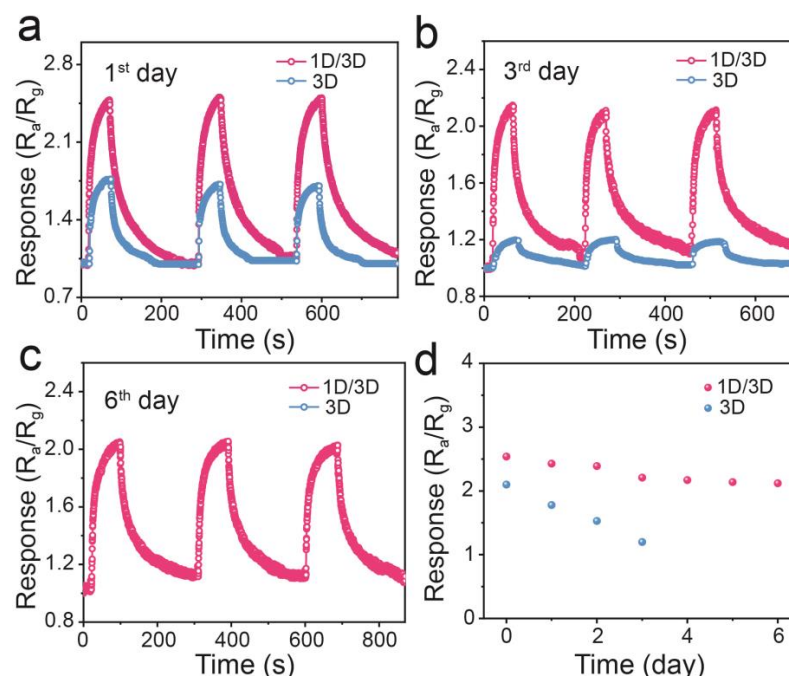 a
1st day
1D/3D
3D
Response (Ra/Rg)
2.8
2.1
1.4
0.7
0 200 400 600
Time (s)
b
3rd day
1D/3D
3D
Response (Ra/Rg)
2.4
2.0
1.6
1.2
0.8
0 200 400 600
Time (s)
c
6th day
1D/3D
3D
Response (Ra/Rg)
2.4
2.0
1.6
1.2
0.8
0 200 400 600 800
Time (s)
d
1D/3D
3D
Response (Ra/Rg)
4
3
2
1
0
0 2 4 6
Time (day)